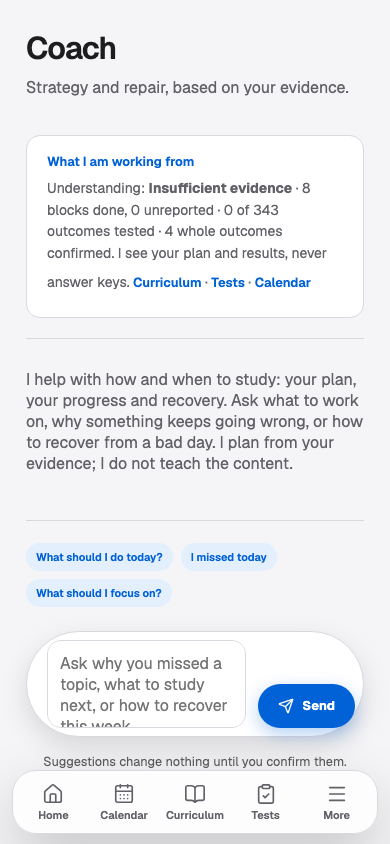 Coach
Strategy and repair, based on your evidence.
What I am working from
Understanding: Insufficient evidence · 8
blocks done, 0 unreported · 0 of 343
outcomes tested · 4 whole outcomes
confirmed. I see your plan and results, never
answer keys. Curriculum · Tests · Calendar
I help with how and when to study: your plan,
your progress and recovery. Ask what to work
on, why something keeps going wrong, or how
to recover from a bad day. I plan from your
evidence; I do not teach the content.
What should I do today?
I missed today
What should I focus on?
Ask why you missed a
topic, what to study
next, or how to recover
this week
Send
Suggestions change nothing until you confirm them.
Home
Calendar
Curriculum
Tests
More